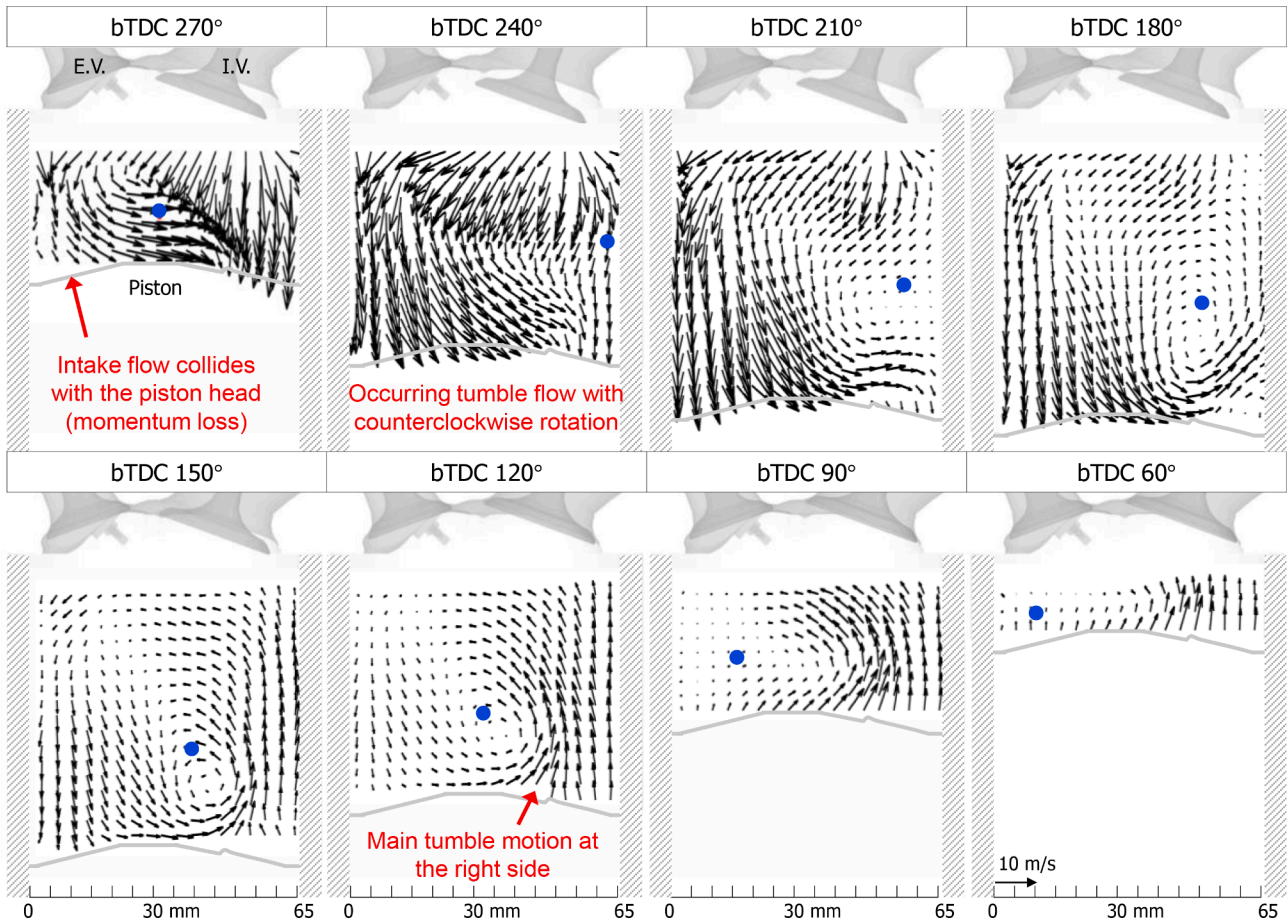 bTDC 270° bTDC 240° bTDC 210° bTDC 180°
E.V. I.V.
Piston
Intake flow collides
with the piston head
(momentum loss)
Occurring tumble flow with
counterclockwise rotation
bTDC 150° bTDC 120° bTDC 90° bTDC 60°
Main tumble motion at
the right side
10 m/s
0 30 mm 65 0 30 mm 65 0 30 mm 65 0 30 mm 65